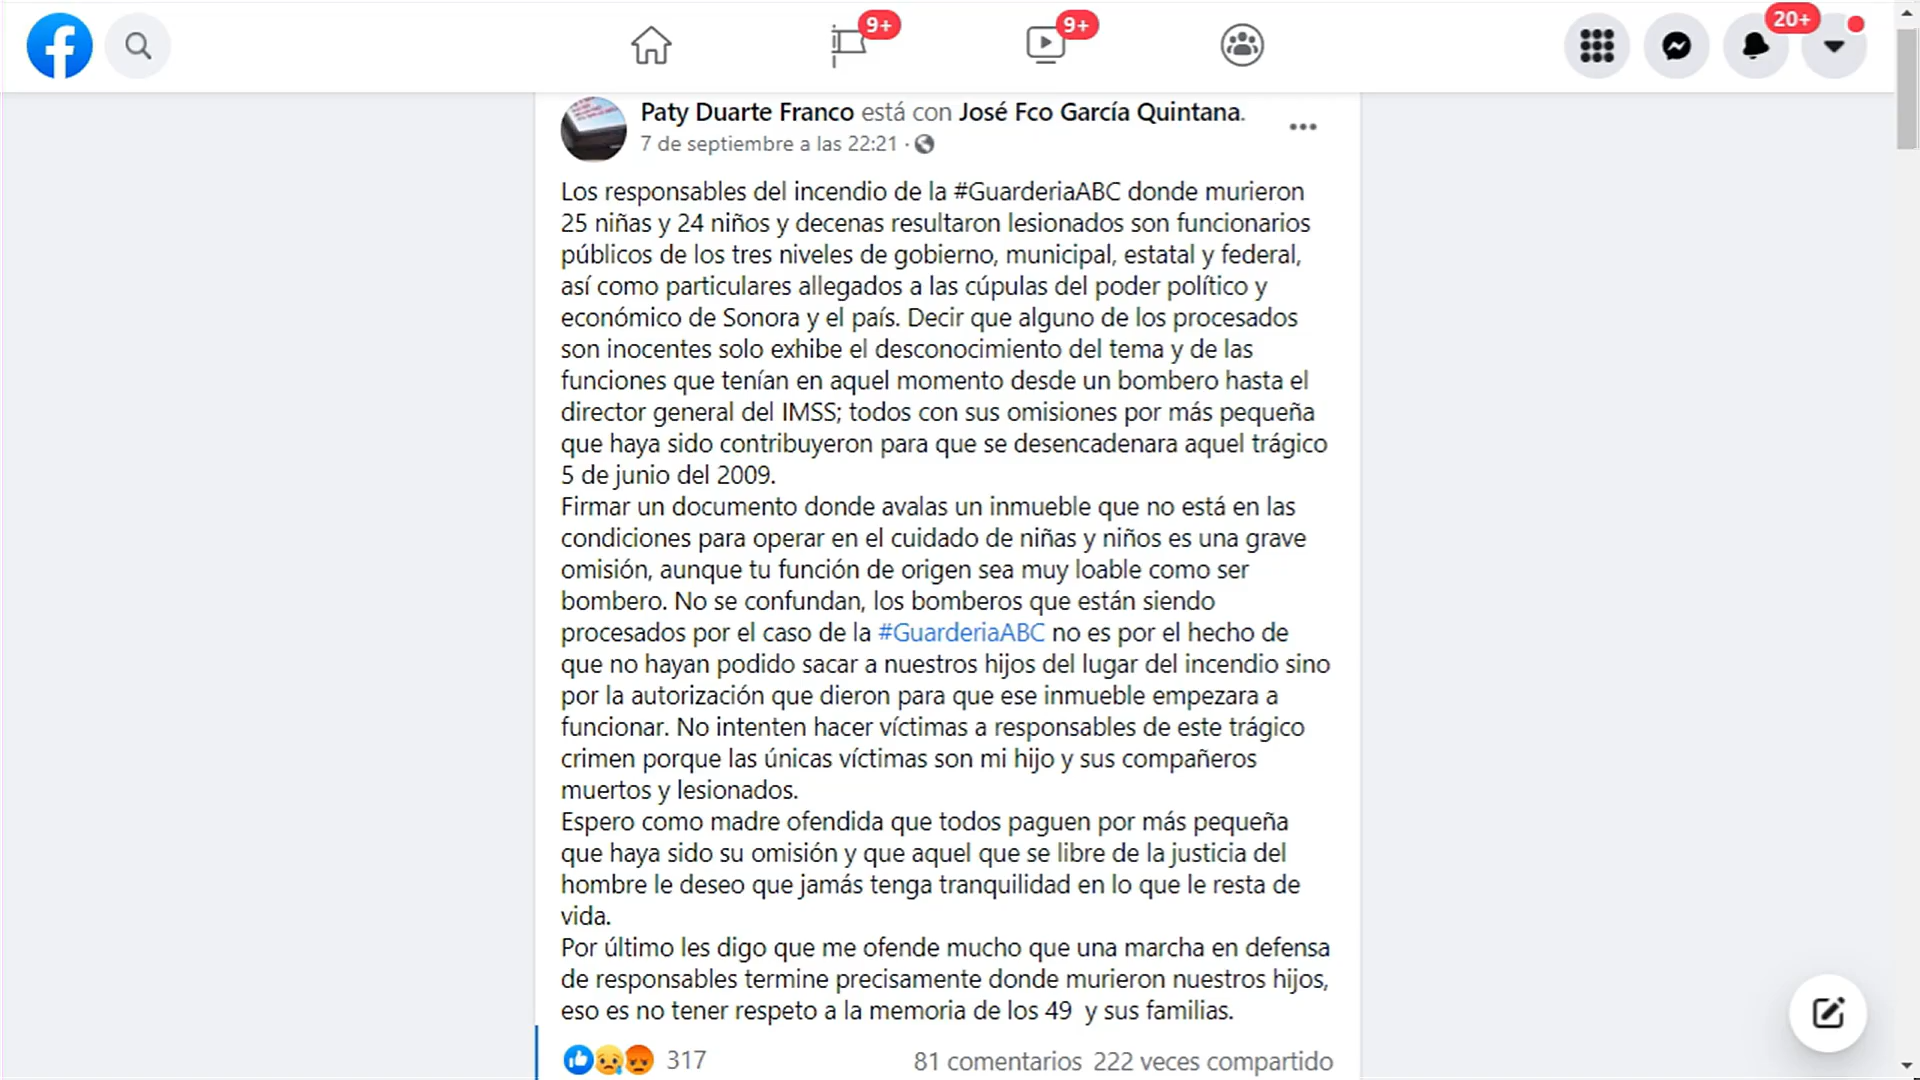 9+
9+
20+
Paty Duarte Franco está con José Fco García Quintana.
7 de septiembre a las 22:21 ·
Los responsables del incendio de la #GuarderiaABC donde murieron
25 niñas y 24 niños y decenas resultaron lesionados son funcionarios
públicos de los tres niveles de gobierno, municipal, estatal y federal,
así como particulares allegados a las cúpulas del poder político y
económico de Sonora y el país. Decir que alguno de los procesados
son inocentes solo exhibe el desconocimiento del tema y de las
funciones que tenían en aquel momento desde un bombero hasta el
director general del IMSS; todos con sus omisiones por más pequeña
que haya sido contribuyeron para que se desencadenara aquel trágico
5 de junio del 2009.
Firmar un documento donde avalas un inmueble que no está en las
condiciones para operar en el cuidado de niñas y niños es una grave
omisión, aunque tu función de origen sea muy loable como ser
bombero. No se confundan, los bomberos que están siendo
procesados por el caso de la #GuarderiaABC no es por el hecho de
que no hayan podido sacar a nuestros hijos del lugar del incendio sino
por la autorización que dieron para que ese inmueble empezara a
funcionar. No intenten hacer víctimas a responsables de este trágico
crimen porque las únicas víctimas son mi hijo y sus compañeros
muertos y lesionados.
Espero como madre ofendida que todos paguen por más pequeña
que haya sido su omisión y que aquel que se libre de la justicia del
hombre le deseo que jamás tenga tranquilidad en lo que le resta de
vida.
Por último les digo que me ofende mucho que una marcha en defensa
de responsables termine precisamente donde murieron nuestros hijos,
eso es no tener respeto a la memoria de los 49 y sus familias.
317 81 comentarios 222 veces compartido